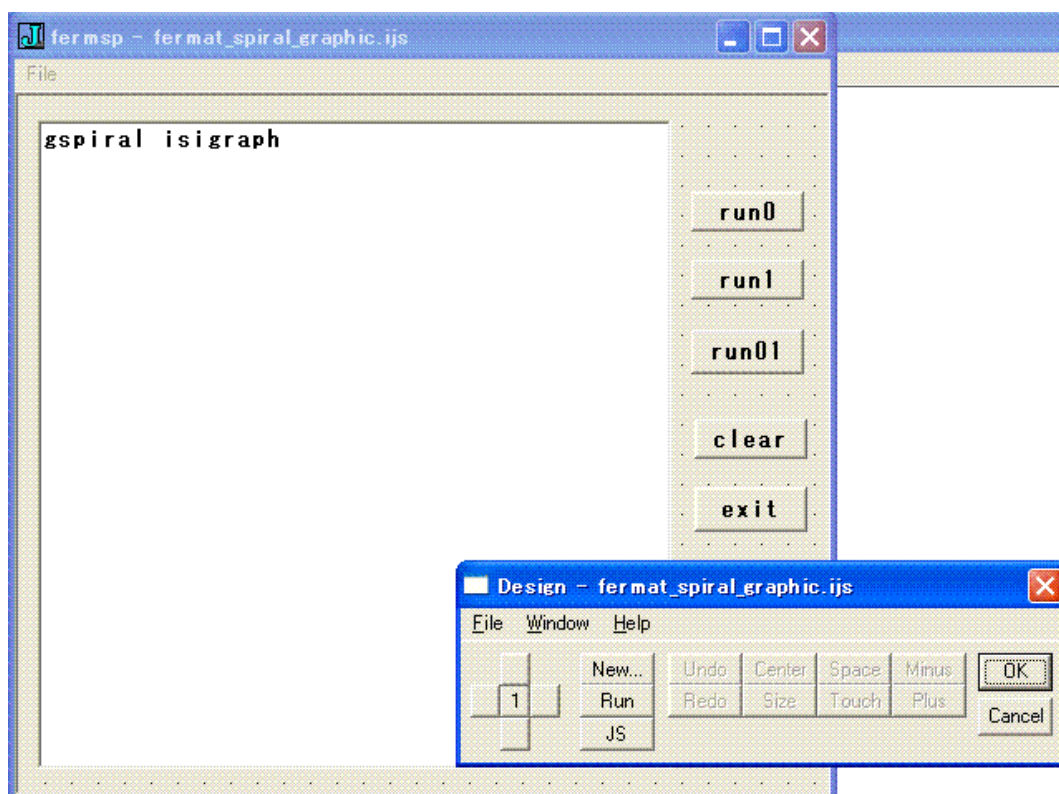 fermsp - fermat_spiral_graphic.ijs
File
gspiral isigraph
run0
run1
run01
clear
exit
Design - fermat_spiral_graphic.ijs
File Window Help
New... Undo Center Space Minus OK
1 Run Redo Size Touch Plus Cancel
JS